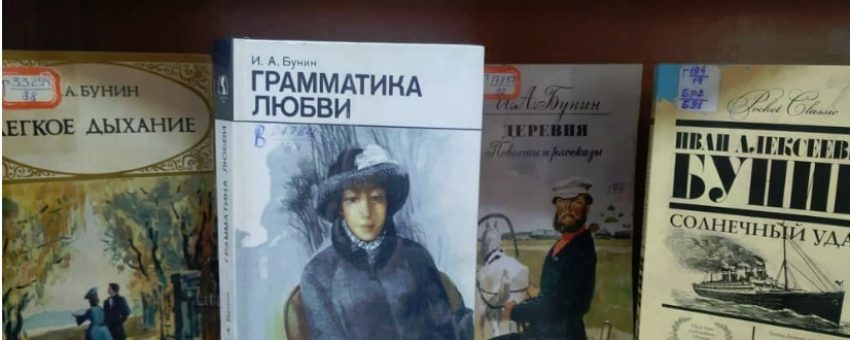 А.БУНИН
ЛЕГКОЕ ДЫХАНИЕ
И. А. БУНИН
ГРАММАТИКА
ЛЮБВИ
ГРАММАТИКА ЛЮБВИ
И.А.Бунин
ДЕРЕВНЯ
Повести и рассказы
Pocket Classic
ИВАН АЛЕКСЕЕВ
БУНИН
СОЛНЕЧНЫЙ УДА